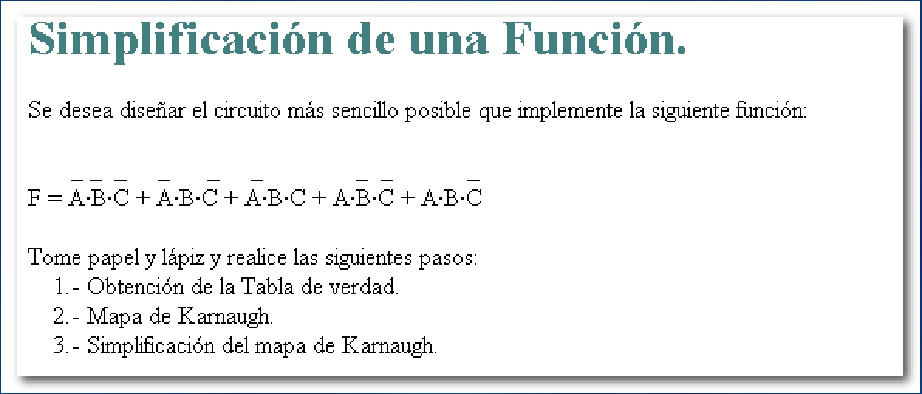 Simplificación de una Función.
Se desea diseñar el circuito más sencillo posible que implemente la siguiente función:
F = A̅·B̅·C̅ + A̅·B·C̅ + A̅·B·C + A·B̅·C̅ + A·B·C̅
Tome papel y lápiz y realice las siguientes pasos:
1.- Obtención de la Tabla de verdad.
2.- Mapa de Karnaugh.
3.- Simplificación del mapa de Karnaugh.